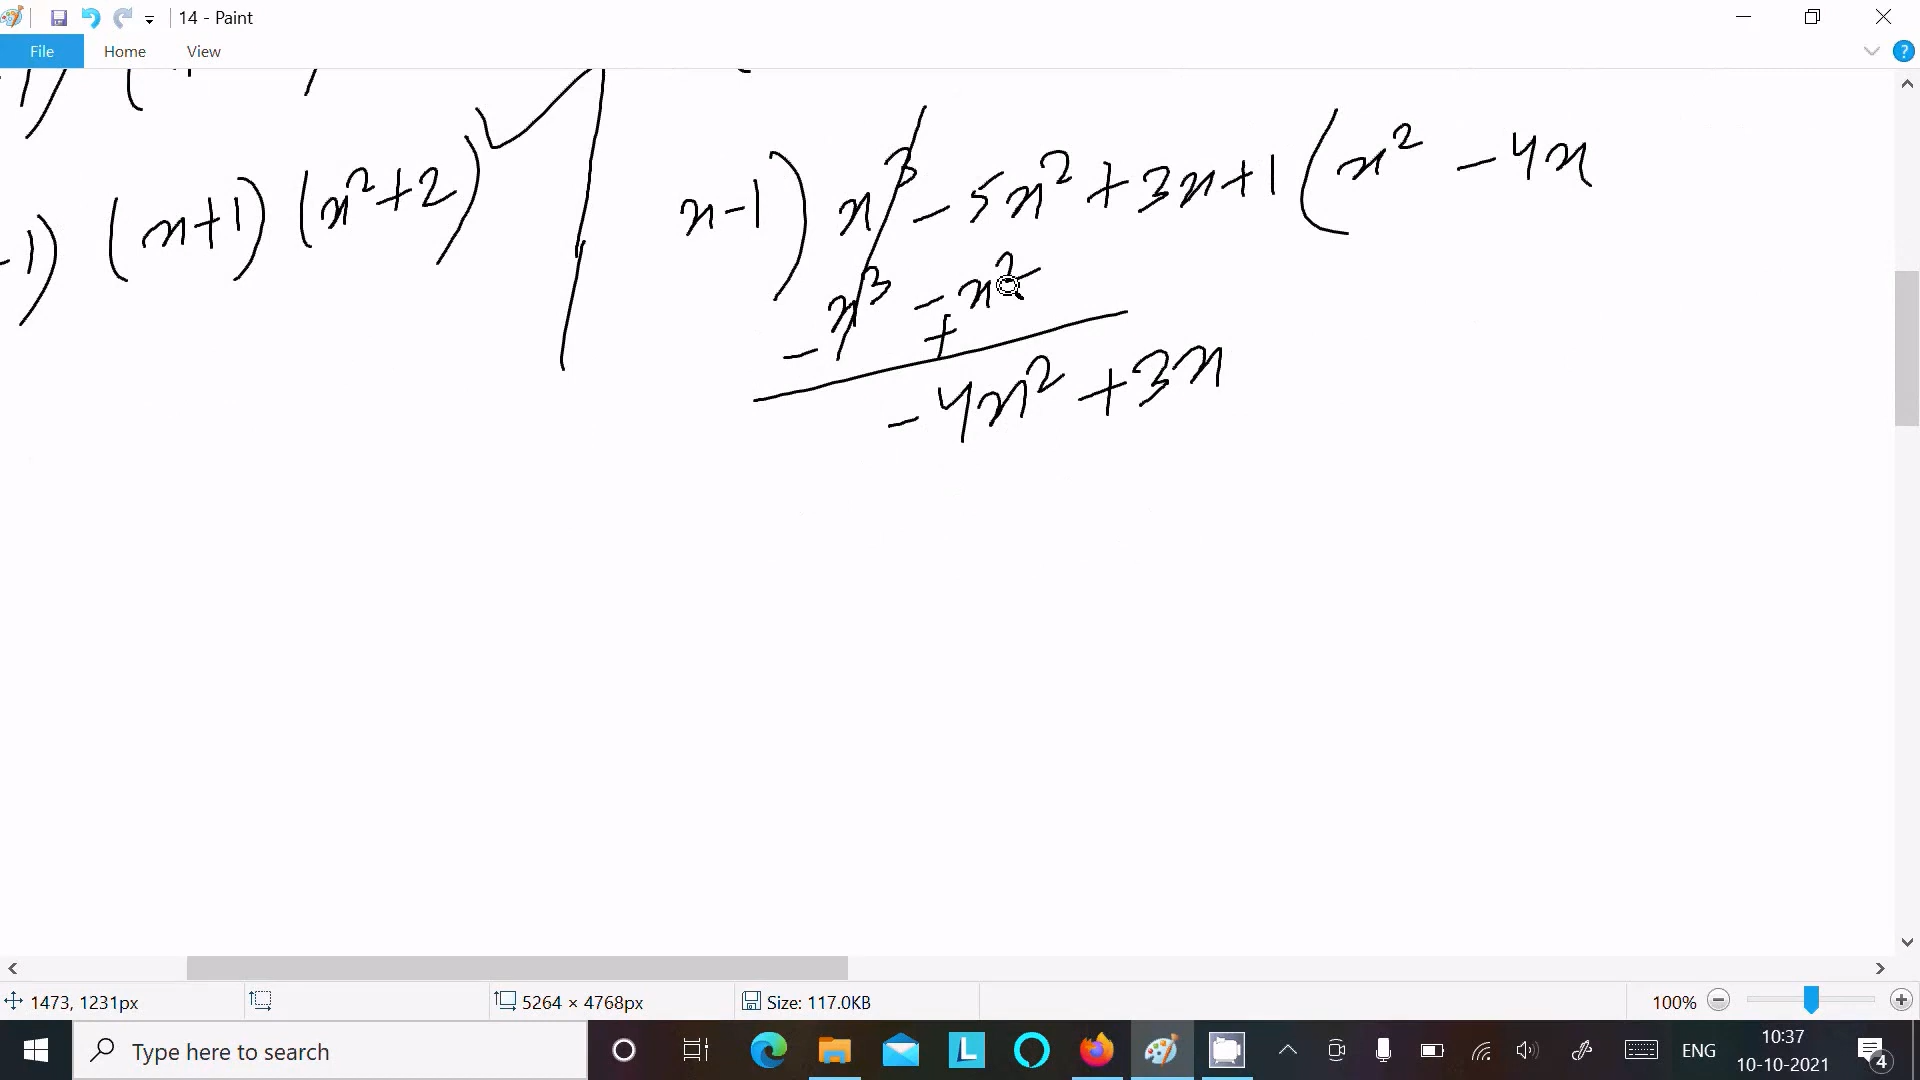 14 - Paint
File Home View
(x+1) (x²+2)
x-1) x³ - 5x² + 3x + 1 ( x² - 4x
x³ - x²
- +
- 4x² + 3x
1473, 1231px 5264 × 4768px Size: 117.0KB 100%
Type here to search ENG 10:37
10-10-2021 4